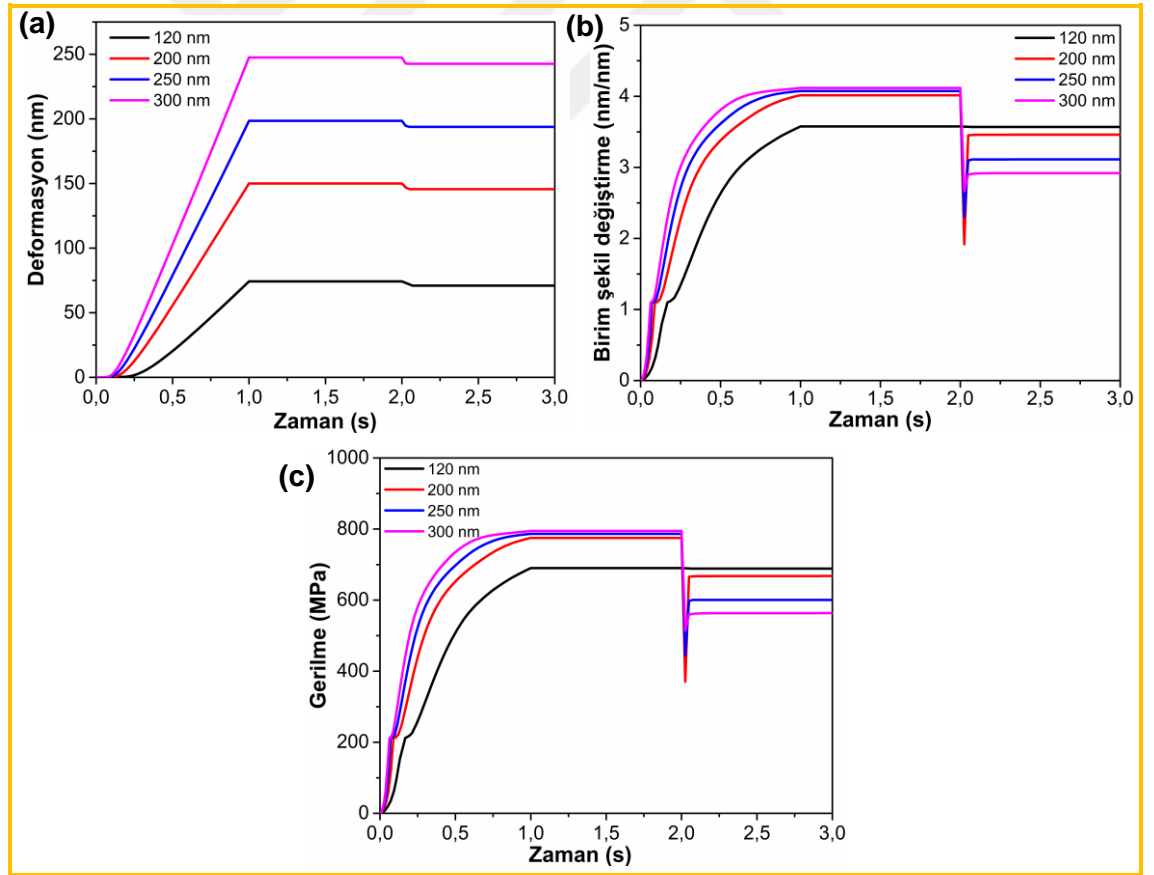 (a)
120 nm
200 nm
250 nm
300 nm
Deformasyon (nm)
250
200
150
100
50
0
0,0 0,5 1,0 1,5 2,0 2,5 3,0
Zaman (s)
(b)
120 nm
200 nm
250 nm
300 nm
Birim şekil değiştirme (nm/nm)
5
4
3
2
1
0
0,0 0,5 1,0 1,5 2,0 2,5 3,0
Zaman (s)
(c)
120 nm
200 nm
250 nm
300 nm
Gerilme (MPa)
1000
800
600
400
200
0
0,0 0,5 1,0 1,5 2,0 2,5 3,0
Zaman (s)